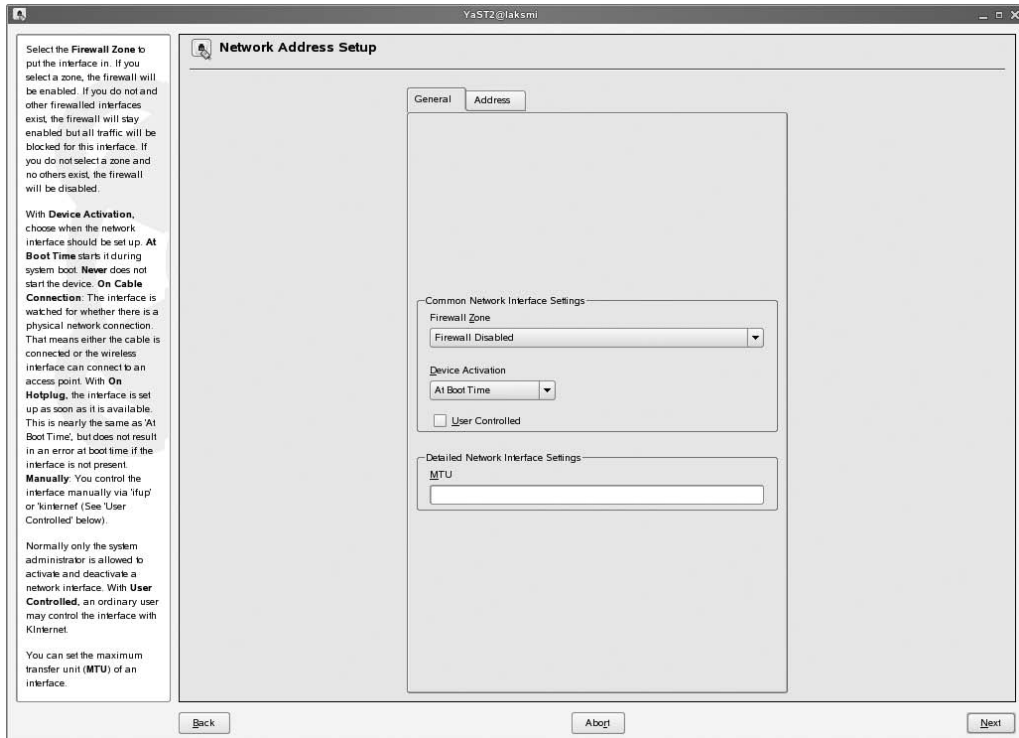 YaST2@laksmi
Select the Firewall Zone to
put the interface in. If you
select a zone, the firewall will
be enabled. If you do not and
other firewalled interfaces
exist, the firewall will stay
enabled but all traffic will be
blocked for this interface. If
you do not select a zone and
no others exist, the firewall
will be disabled.
With Device Activation,
choose when the network
interface should be set up. At
Boot Time starts it during
system boot. Never does not
start the device. On Cable
Connection: The interface is
watched for whether there is a
physical network connection.
That means either the cable is
connected or the wireless
interface can connect to an
access point. With On
Hotplug, the interface is set
up as soon as it is available.
This is nearly the same as 'At
Boot Time', but does not result
in an error at boot time if the
interface is not present.
Manually: You control the
interface manually via 'ifup'
or 'kinternet' (See 'User
Controlled' below).
Normally only the system
administrator is allowed to
activate and deactivate a
network interface. With User
Controlled, an ordinary user
may control the interface with
KInternet.
You can set the maximum
transfer unit (MTU) of an
interface.
Network Address Setup
General
Address
Common Network Interface Settings
Firewall Zone
Firewall Disabled
Device Activation
At Boot Time
User Controlled
Detailed Network Interface Settings
MTU
Back
Abort
Next